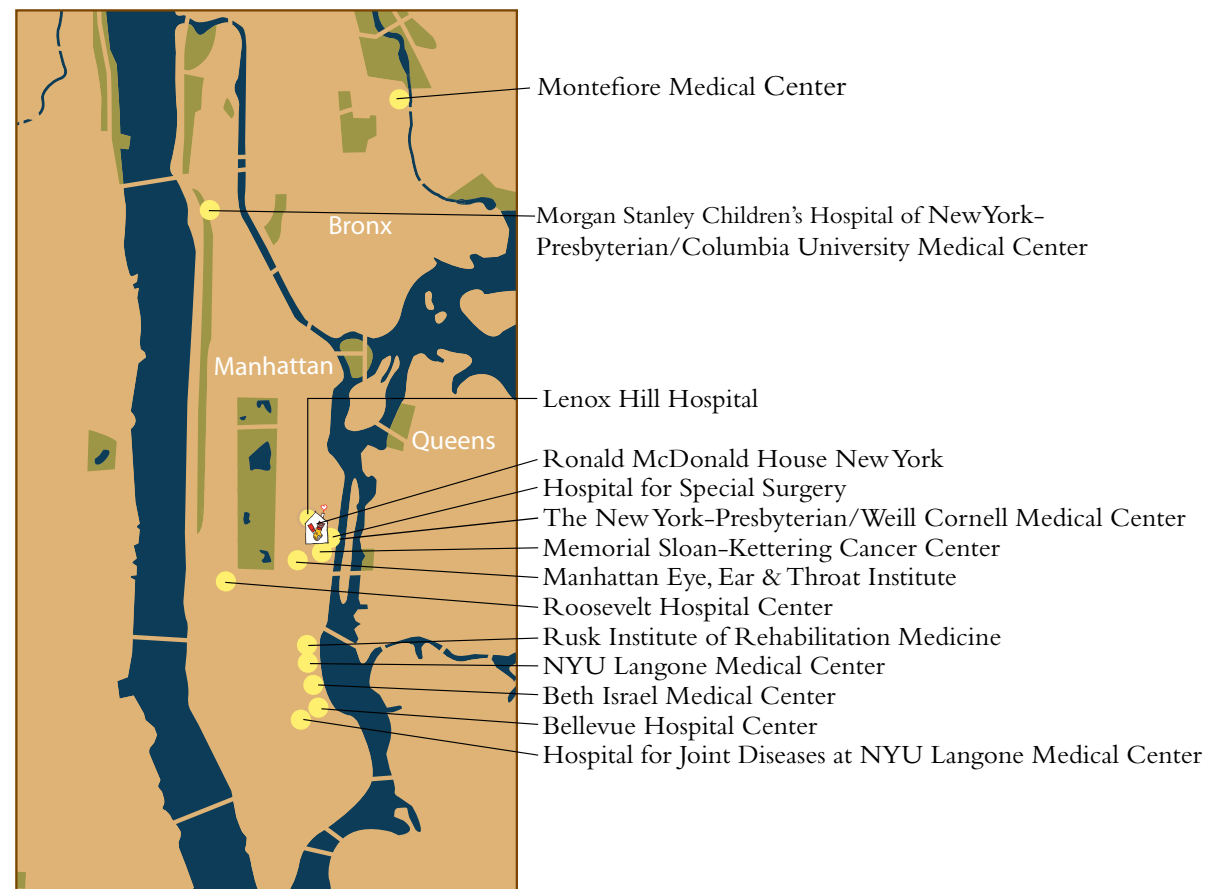 Montefiore Medical Center
Morgan Stanley Children's Hospital of NewYork-
Presbyterian/Columbia University Medical Center
Bronx
Manhattan
Lenox Hill Hospital
Queens
Ronald McDonald House New York
Hospital for Special Surgery
The New York-Presbyterian/Weill Cornell Medical Center
Memorial Sloan-Kettering Cancer Center
Manhattan Eye, Ear & Throat Institute
Roosevelt Hospital Center
Rusk Institute of Rehabilitation Medicine
NYU Langone Medical Center
Beth Israel Medical Center
Bellevue Hospital Center
Hospital for Joint Diseases at NYU Langone Medical Center